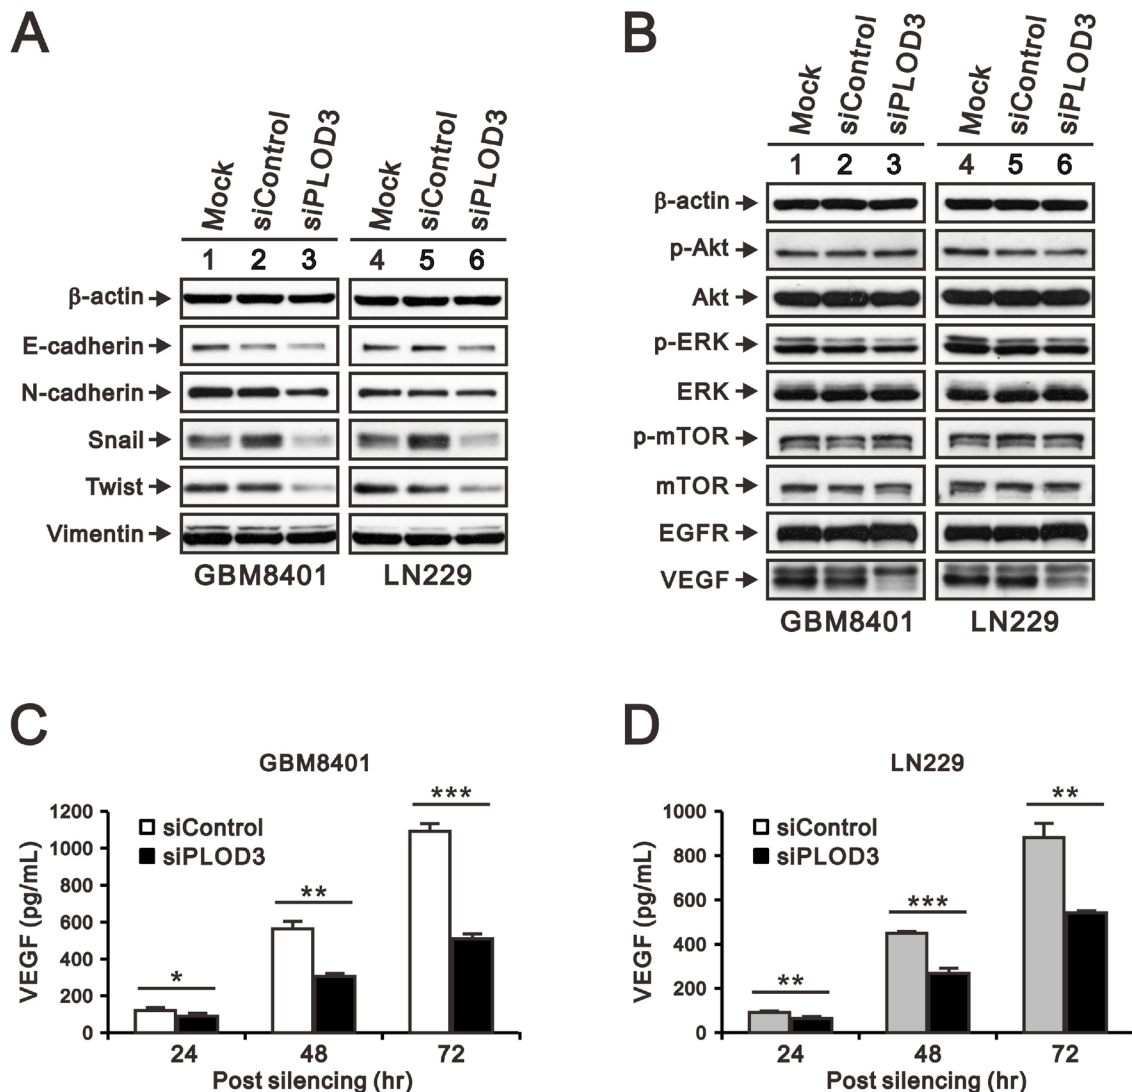 A
Mock
siControl
siPLOD3
Mock
siControl
siPLOD3
1 2 3 4 5 6
β-actin
E-cadherin
N-cadherin
Snail
Twist
Vimentin
GBM8401 LN229
B
Mock
siControl
siPLOD3
Mock
siControl
siPLOD3
1 2 3 4 5 6
β-actin
p-Akt
Akt
p-ERK
ERK
p-mTOR
mTOR
EGFR
VEGF
GBM8401 LN229
C
GBM8401
VEGF (pg/mL)
1200
1000
800
600
400
200
0
siControl
siPLOD3
*
**
***
24 48 72
Post silencing (hr)
D
LN229
VEGF (pg/mL)
1000
800
600
400
200
0
siControl
siPLOD3
**
***
**
24 48 72
Post silencing (hr)